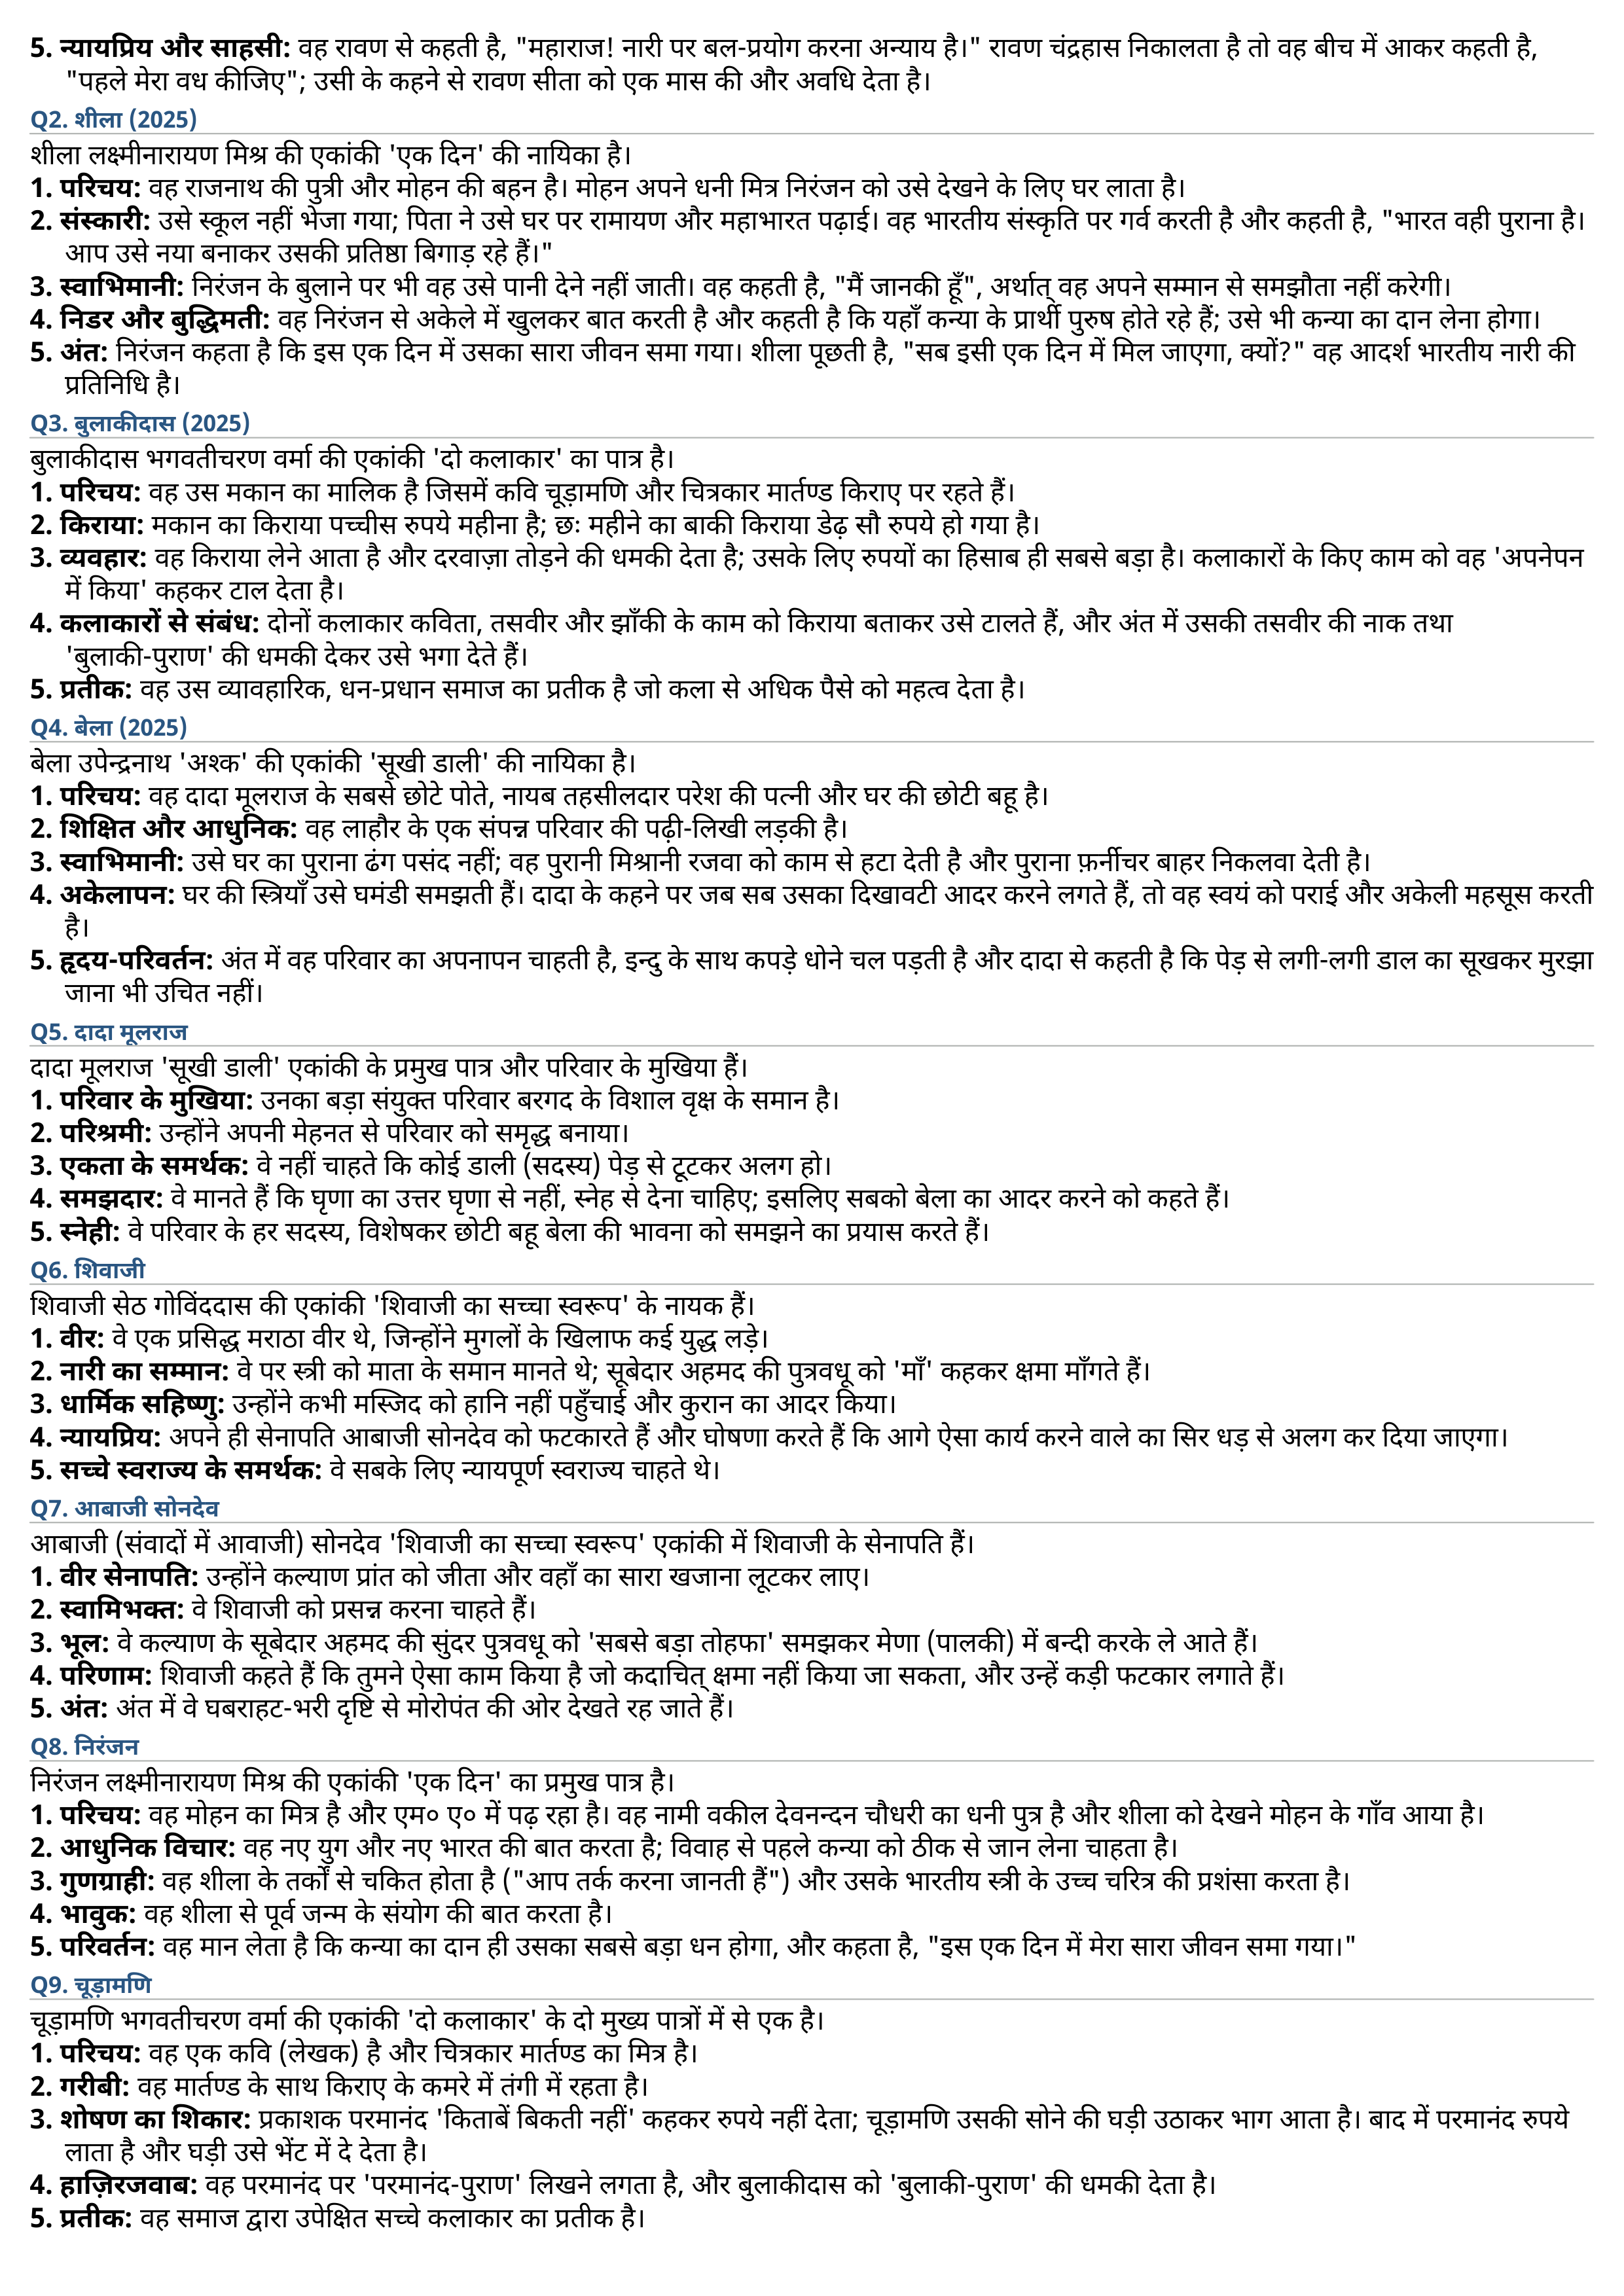 5. न्यायप्रिय और साहसी: वह रावण से कहती है, "महाराज! नारी पर बल-प्रयोग करना अन्याय है।" रावण चंद्रहास निकालता है तो वह बीच में आकर कहती है,
"पहले मेरा वध कीजिए"; उसी के कहने से रावण सीता को एक मास की और अवधि देता है।
Q2. शीला (2025)
शीला लक्ष्मीनारायण मिश्र की एकांकी 'एक दिन' की नायिका है।
1. परिचय: वह राजनाथ की पुत्री और मोहन की बहन है। मोहन अपने धनी मित्र निरंजन को उसे देखने के लिए घर लाता है।
2. संस्कारी: उसे स्कूल नहीं भेजा गया; पिता ने उसे घर पर रामायण और महाभारत पढ़ाई। वह भारतीय संस्कृति पर गर्व करती है और कहती है, "भारत वही पुराना है।
आप उसे नया बनाकर उसकी प्रतिष्ठा बिगाड़ रहे हैं।"
3. स्वाभिमानी: निरंजन के बुलाने पर भी वह उसे पानी देने नहीं जाती। वह कहती है, "मैं जानकी हूँ", अर्थात् वह अपने सम्मान से समझौता नहीं करेगी।
4. निडर और बुद्धिमती: वह निरंजन से अकेले में खुलकर बात करती है और कहती है कि यहाँ कन्या के प्रार्थी पुरुष होते रहे हैं; उसे भी कन्या का दान लेना होगा।
5. अंत: निरंजन कहता है कि इस एक दिन में उसका सारा जीवन समा गया। शीला पूछती है, "सब इसी एक दिन में मिल जाएगा, क्यों?" वह आदर्श भारतीय नारी की
प्रतिनिधि है।
Q3. बुलाकीदास (2025)
बुलाकीदास भगवतीचरण वर्मा की एकांकी 'दो कलाकार' का पात्र है।
1. परिचय: वह उस मकान का मालिक है जिसमें कवि चूड़ामणि और चित्रकार मार्तण्ड किराए पर रहते हैं।
2. किराया: मकान का किराया पच्चीस रुपये महीना है; छः महीने का बाकी किराया डेढ़ सौ रुपये हो गया है।
3. व्यवहार: वह किराया लेने आता है और दरवाज़ा तोड़ने की धमकी देता है; उसके लिए रुपयों का हिसाब ही सबसे बड़ा है। कलाकारों के किए काम को वह 'अपनेपन
में किया' कहकर टाल देता है।
4. कलाकारों से संबंध: दोनों कलाकार कविता, तसवीर और झाँकी के काम को किराया बताकर उसे टालते हैं, और अंत में उसकी तसवीर की नाक तथा
'बुलाकी-पुराण' की धमकी देकर उसे भगा देते हैं।
5. प्रतीक: वह उस व्यावहारिक, धन-प्रधान समाज का प्रतीक है जो कला से अधिक पैसे को महत्व देता है।
Q4. बेला (2025)
बेला उपेन्द्रनाथ 'अश्क' की एकांकी 'सूखी डाली' की नायिका है।
1. परिचय: वह दादा मूलराज के सबसे छोटे पोते, नायब तहसीलदार परेश की पत्नी और घर की छोटी बहू है।
2. शिक्षित और आधुनिक: वह लाहौर के एक संपन्न परिवार की पढ़ी-लिखी लड़की है।
3. स्वाभिमानी: उसे घर का पुराना ढंग पसंद नहीं; वह पुरानी मिश्रानी रजवा को काम से हटा देती है और पुराना फ़र्नीचर बाहर निकलवा देती है।
4. अकेलापन: घर की स्त्रियाँ उसे घमंडी समझती हैं। दादा के कहने पर जब सब उसका दिखावटी आदर करने लगते हैं, तो वह स्वयं को पराई और अकेली महसूस करती
है।
5. हृदय-परिवर्तन: अंत में वह परिवार का अपनापन चाहती है, इन्दु के साथ कपड़े धोने चल पड़ती है और दादा से कहती है कि पेड़ से लगी-लगी डाल का सूखकर मुरझा
जाना भी उचित नहीं।
Q5. दादा मूलराज
दादा मूलराज 'सूखी डाली' एकांकी के प्रमुख पात्र और परिवार के मुखिया हैं।
1. परिवार के मुखिया: उनका बड़ा संयुक्त परिवार बरगद के विशाल वृक्ष के समान है।
2. परिश्रमी: उन्होंने अपनी मेहनत से परिवार को समृद्ध बनाया।
3. एकता के समर्थक: वे नहीं चाहते कि कोई डाली (सदस्य) पेड़ से टूटकर अलग हो।
4. समझदार: वे मानते हैं कि घृणा का उत्तर घृणा से नहीं, स्नेह से देना चाहिए; इसलिए सबको बेला का आदर करने को कहते हैं।
5. स्नेही: वे परिवार के हर सदस्य, विशेषकर छोटी बहू बेला की भावना को समझने का प्रयास करते हैं।
Q6. शिवाजी
शिवाजी सेठ गोविंददास की एकांकी 'शिवाजी का सच्चा स्वरूप' के नायक हैं।
1. वीर: वे एक प्रसिद्ध मराठा वीर थे, जिन्होंने मुगलों के खिलाफ कई युद्ध लड़े।
2. नारी का सम्मान: वे पर स्त्री को माता के समान मानते थे; सूबेदार अहमद की पुत्रवधू को 'माँ' कहकर क्षमा माँगते हैं।
3. धार्मिक सहिष्णु: उन्होंने कभी मस्जिद को हानि नहीं पहुँचाई और कुरान का आदर किया।
4. न्यायप्रिय: अपने ही सेनापति आबाजी सोनदेव को फटकारते हैं और घोषणा करते हैं कि आगे ऐसा कार्य करने वाले का सिर धड़ से अलग कर दिया जाएगा।
5. सच्चे स्वराज्य के समर्थक: वे सबके लिए न्यायपूर्ण स्वराज्य चाहते थे।
Q7. आबाजी सोनदेव
आबाजी (संवादों में आवाजी) सोनदेव 'शिवाजी का सच्चा स्वरूप' एकांकी में शिवाजी के सेनापति हैं।
1. वीर सेनापति: उन्होंने कल्याण प्रांत को जीता और वहाँ का सारा खजाना लूटकर लाए।
2. स्वामिभक्त: वे शिवाजी को प्रसन्न करना चाहते हैं।
3. भूल: वे कल्याण के सूबेदार अहमद की सुंदर पुत्रवधू को 'सबसे बड़ा तोहफा' समझकर मेणा (पालकी) में बन्दी करके ले आते हैं।
4. परिणाम: शिवाजी कहते हैं कि तुमने ऐसा काम किया है जो कदाचित् क्षमा नहीं किया जा सकता, और उन्हें कड़ी फटकार लगाते हैं।
5. अंत: अंत में वे घबराहट-भरी दृष्टि से मोरोपंत की ओर देखते रह जाते हैं।
Q8. निरंजन
निरंजन लक्ष्मीनारायण मिश्र की एकांकी 'एक दिन' का प्रमुख पात्र है।
1. परिचय: वह मोहन का मित्र है और एम० ए० में पढ़ रहा है। वह नामी वकील देवनन्दन चौधरी का धनी पुत्र है और शीला को देखने मोहन के गाँव आया है।
2. आधुनिक विचार: वह नए युग और नए भारत की बात करता है; विवाह से पहले कन्या को ठीक से जान लेना चाहता है।
3. गुणग्राही: वह शीला के तर्कों से चकित होता है ("आप तर्क करना जानती हैं") और उसके भारतीय स्त्री के उच्च चरित्र की प्रशंसा करता है।
4. भावुक: वह शीला से पूर्व जन्म के संयोग की बात करता है।
5. परिवर्तन: वह मान लेता है कि कन्या का दान ही उसका सबसे बड़ा धन होगा, और कहता है, "इस एक दिन में मेरा सारा जीवन समा गया।"
Q9. चूड़ामणि
चूड़ामणि भगवतीचरण वर्मा की एकांकी 'दो कलाकार' के दो मुख्य पात्रों में से एक है।
1. परिचय: वह एक कवि (लेखक) है और चित्रकार मार्तण्ड का मित्र है।
2. गरीबी: वह मार्तण्ड के साथ किराए के कमरे में तंगी में रहता है।
3. शोषण का शिकार: प्रकाशक परमानंद 'किताबें बिकती नहीं' कहकर रुपये नहीं देता; चूड़ामणि उसकी सोने की घड़ी उठाकर भाग आता है। बाद में परमानंद रुपये
लाता है और घड़ी उसे भेंट में दे देता है।
4. हाज़िरजवाब: वह परमानंद पर 'परमानंद-पुराण' लिखने लगता है, और बुलाकीदास को 'बुलाकी-पुराण' की धमकी देता है।
5. प्रतीक: वह समाज द्वारा उपेक्षित सच्चे कलाकार का प्रतीक है।